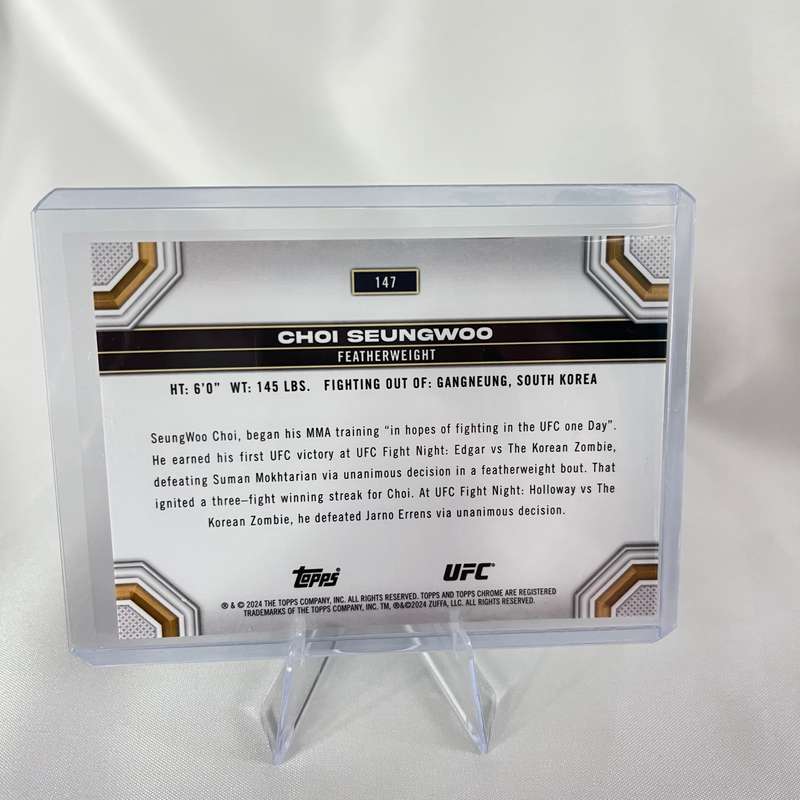 147
CHOI SEUNGWOO
FEATHERWEIGHT
HT: 6'0" WT: 145 LBS. FIGHTING OUT OF: GANGNEUNG, SOUTH KOREA
SeungWoo Choi, began his MMA training "in hopes of fighting in the UFC one Day".
He earned his first UFC victory at UFC Fight Night: Edgar vs The Korean Zombie,
defeating Suman Mokhtarian via unanimous decision in a featherweight bout. That
ignited a three–fight winning streak for Choi. At UFC Fight Night: Holloway vs The
Korean Zombie, he defeated Jarno Errens via unanimous decision.
Topps UFC
® & © 2024 THE TOPPS COMPANY, INC. ALL RIGHTS RESERVED. TOPPS AND TOPPS CHROME ARE REGISTERED
TRADEMARKS OF THE TOPPS COMPANY, INC. TM, ®&©2024 ZUFFA, LLC. ALL RIGHTS RESERVED.